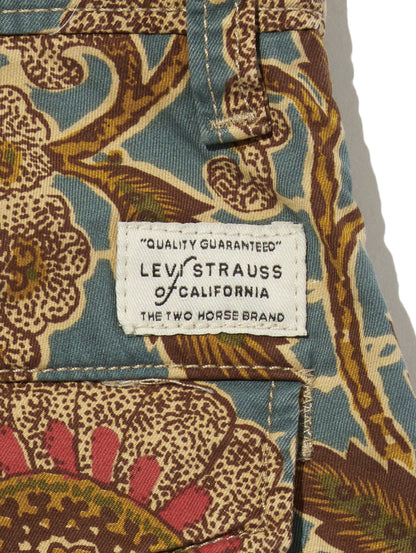 "QUALITY GUARANTEED"
LEVI STRAUSS
OF CALIFORNIA
THE TWO HORSE BRAND